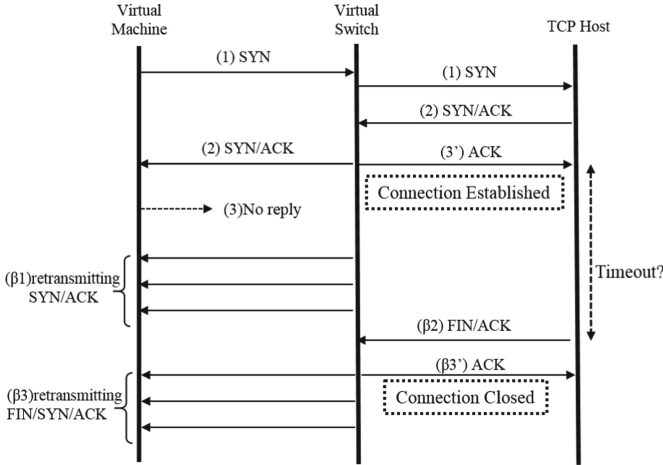 Virtual
Machine
Virtual
Switch
TCP Host
(1) SYN
(1) SYN
(2) SYN/ACK
(2) SYN/ACK
(3') ACK
Connection Established
(3)No reply
Timeout?
(β1)retransmitting
SYN/ACK
(β2) FIN/ACK
(β3') ACK
(β3)retransmitting
FIN/SYN/ACK
Connection Closed